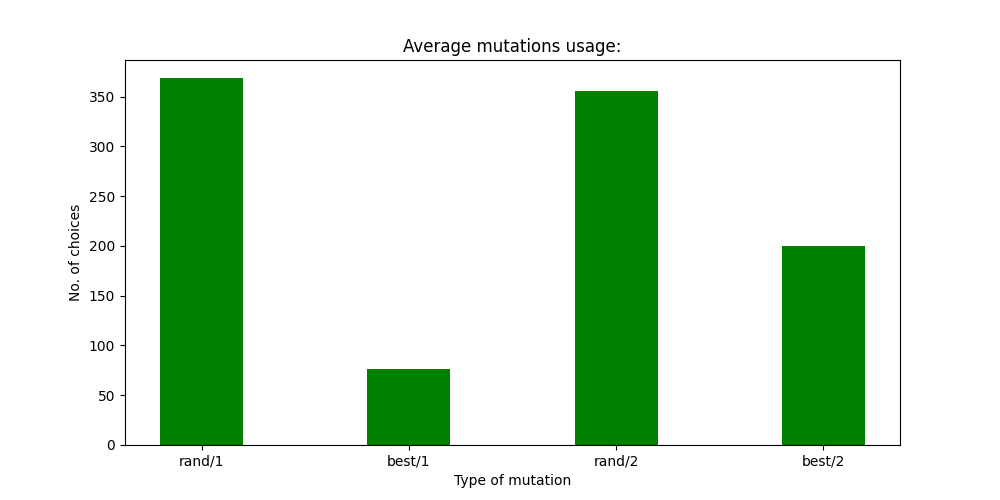 Average mutations usage:
350
300
250
200
150
100
50
0
No. of choices
rand/1
best/1
rand/2
best/2
Type of mutation